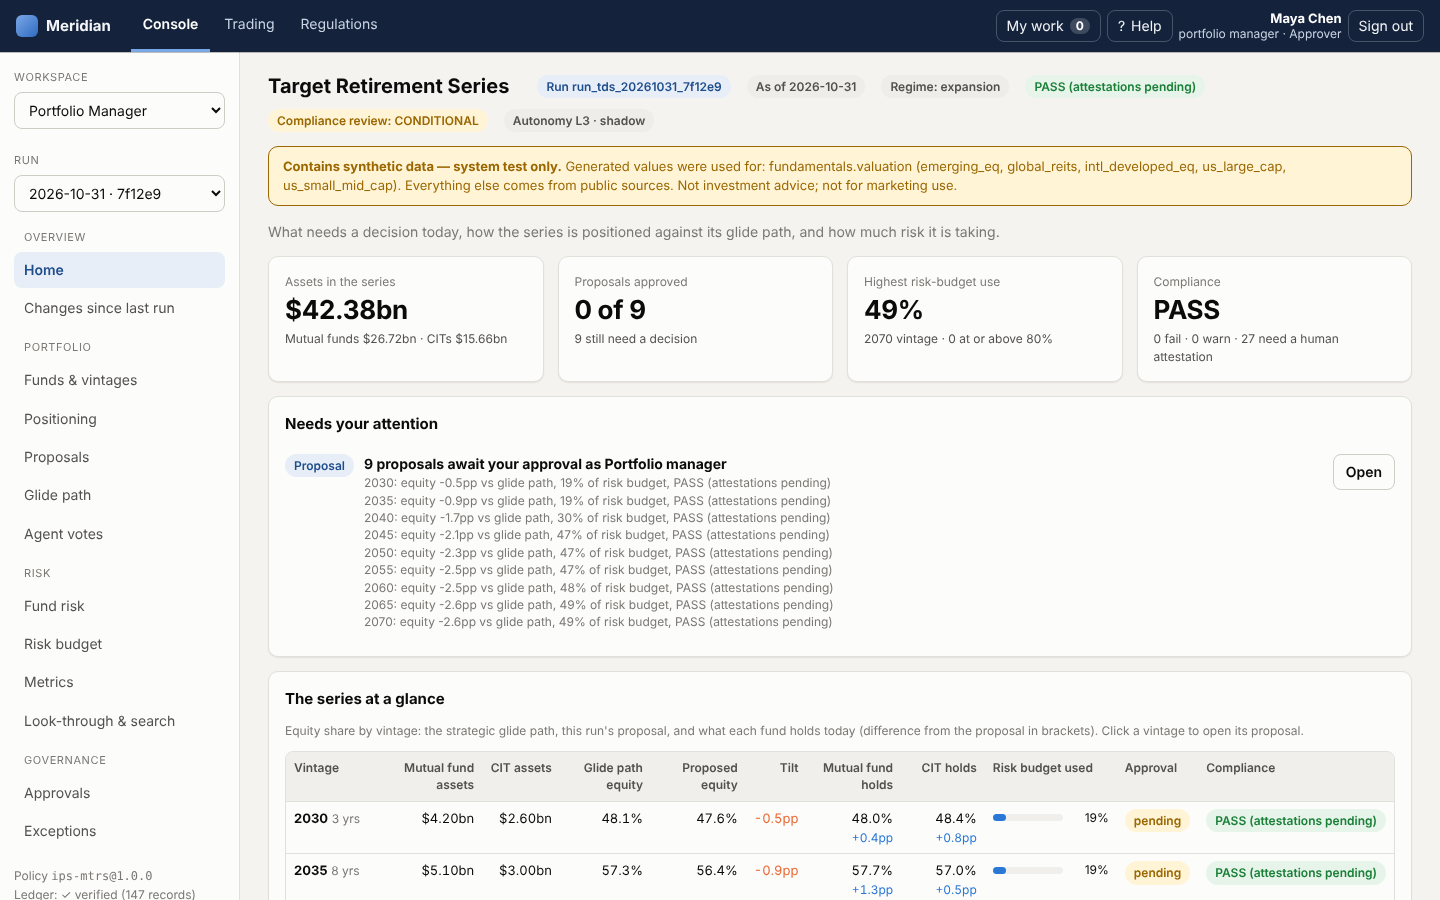 Meridian
Console
Trading
Regulations
My work 0
? Help
Maya Chen
portfolio manager · Approver
Sign out
WORKSPACE
Portfolio Manager
RUN
2026-10-31 · 7f12e9
OVERVIEW
Home
Changes since last run
PORTFOLIO
Funds & vintages
Positioning
Proposals
Glide path
Agent votes
RISK
Fund risk
Risk budget
Metrics
Look-through & search
GOVERNANCE
Approvals
Exceptions
Policy ips-mtrs@1.0.0
Ledger: ✓ verified (147 records)
Target Retirement Series
Run run_tds_20261031_7f12e9
As of 2026-10-31
Regime: expansion
PASS (attestations pending)
Compliance review: CONDITIONAL
Autonomy L3 · shadow
Contains synthetic data — system test only. Generated values were used for: fundamentals.valuation (emerging_eq, global_reits, intl_developed_eq, us_large_cap,
us_small_mid_cap). Everything else comes from public sources. Not investment advice; not for marketing use.
What needs a decision today, how the series is positioned against its glide path, and how much risk it is taking.
Assets in the series
$42.38bn
Mutual funds $26.72bn · CITs $15.66bn
Proposals approved
0 of 9
9 still need a decision
Highest risk-budget use
49%
2070 vintage · 0 at or above 80%
Compliance
PASS
0 fail · 0 warn · 27 need a human
attestation
Needs your attention
Proposal
9 proposals await your approval as Portfolio manager
Open
2030: equity -0.5pp vs glide path, 19% of risk budget, PASS (attestations pending)
2035: equity -0.9pp vs glide path, 19% of risk budget, PASS (attestations pending)
2040: equity -1.7pp vs glide path, 30% of risk budget, PASS (attestations pending)
2045: equity -2.1pp vs glide path, 47% of risk budget, PASS (attestations pending)
2050: equity -2.3pp vs glide path, 47% of risk budget, PASS (attestations pending)
2055: equity -2.5pp vs glide path, 47% of risk budget, PASS (attestations pending)
2060: equity -2.5pp vs glide path, 48% of risk budget, PASS (attestations pending)
2065: equity -2.6pp vs glide path, 49% of risk budget, PASS (attestations pending)
2070: equity -2.6pp vs glide path, 49% of risk budget, PASS (attestations pending)
The series at a glance
Equity share by vintage: the strategic glide path, this run's proposal, and what each fund holds today (difference from the proposal in brackets). Click a vintage to open its proposal.
Vintage
Mutual fund
assets
CIT assets
Glide path
equity
Proposed
equity
Tilt
Mutual fund
holds
CIT holds
Risk budget used
Approval
Compliance
2030 3 yrs
$4.20bn
$2.60bn
48.1%
47.6%
-0.5pp
48.0%
+0.4pp
48.4%
+0.8pp
19%
pending
PASS (attestations pending)
2035 8 yrs
$5.10bn
$3.00bn
57.3%
56.4%
-0.9pp
57.7%
+1.3pp
57.0%
+0.5pp
19%
pending
PASS (attestations pending)